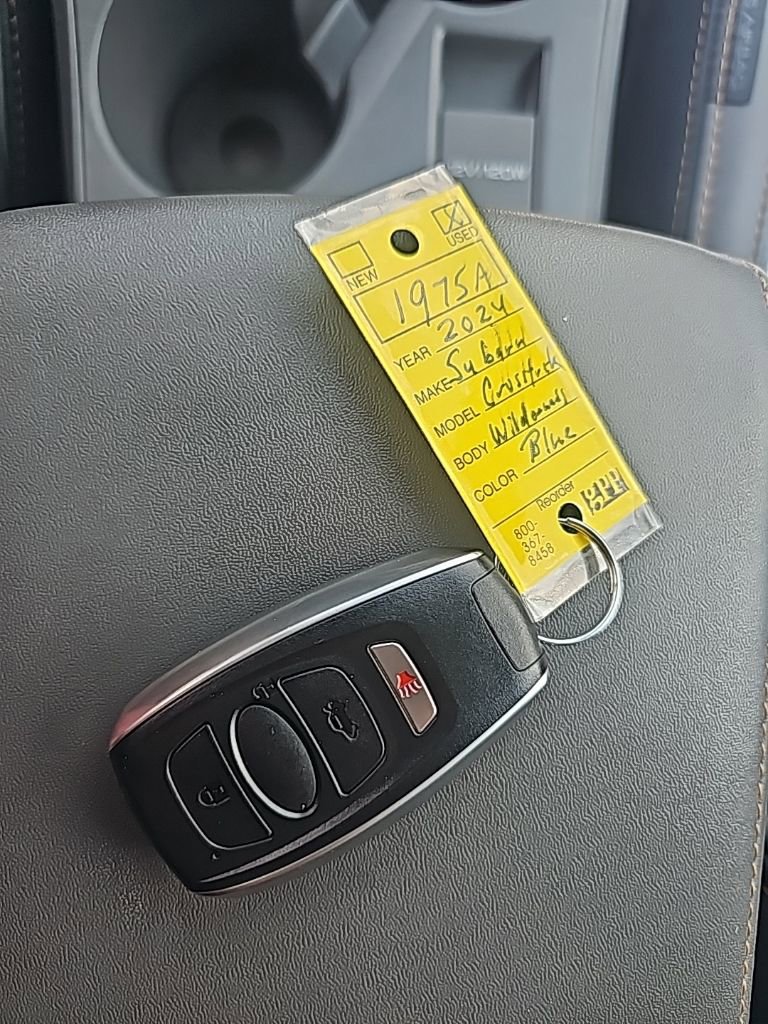 12V 120W
NEW
USED
1975A
YEAR 2024
MAKE Subaru
MODEL Crosstrek
BODY Wilderness
COLOR Blue
Reorder
800-
367-
8458